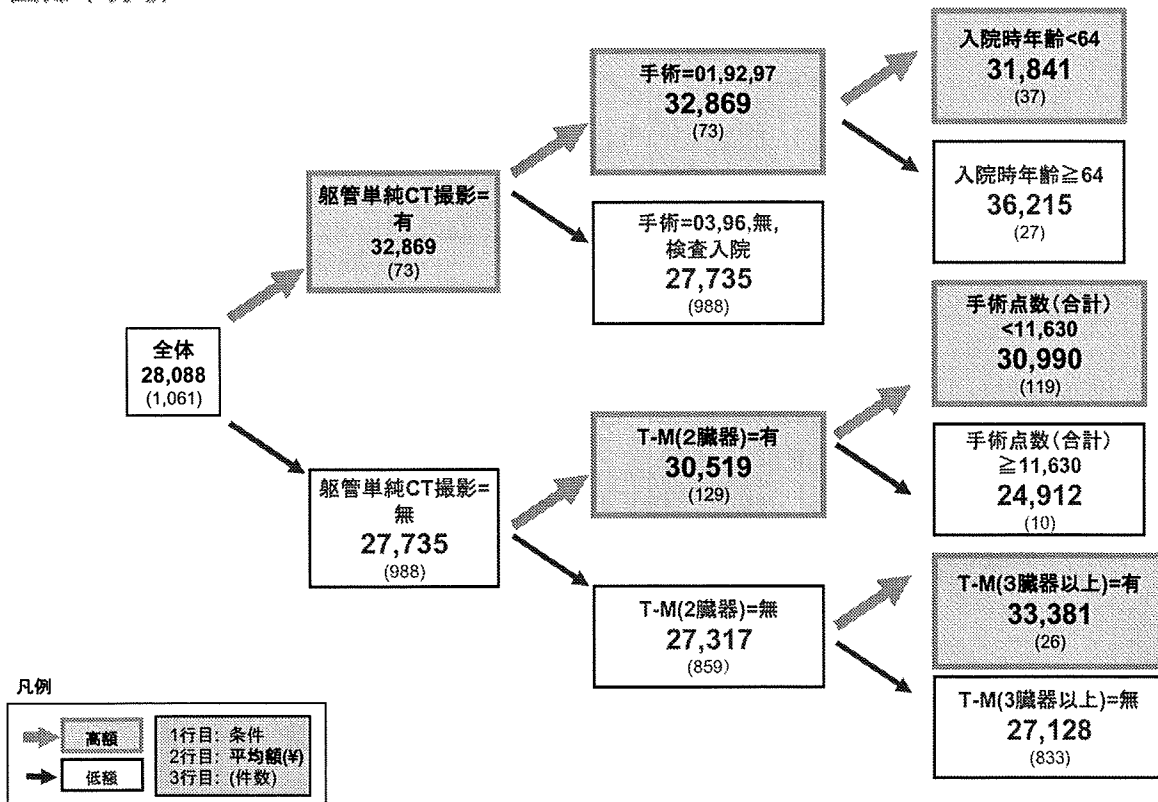 全体
28,088
(1,061)
躯管単純CT撮影=
有
32,869
(73)
躯管単純CT撮影=
無
27,735
(988)
手術=01,92,97
32,869
(73)
手術=03,96,無,
検査入院
27,735
(988)
T-M(2臓器)=有
30,519
(129)
T-M(2臓器)=無
27,317
(859)
入院時年齢<64
31,841
(37)
入院時年齢≧64
36,215
(27)
手術点数(合計)
<11,630
30,990
(119)
手術点数(合計)
≧11,630
24,912
(10)
T-M(3臓器以上)=有
33,381
(26)
T-M(3臓器以上)=無
27,128
(833)
凡例
高額
低額
1行目: 条件
2行目: 平均額(¥)
3行目: (件数)